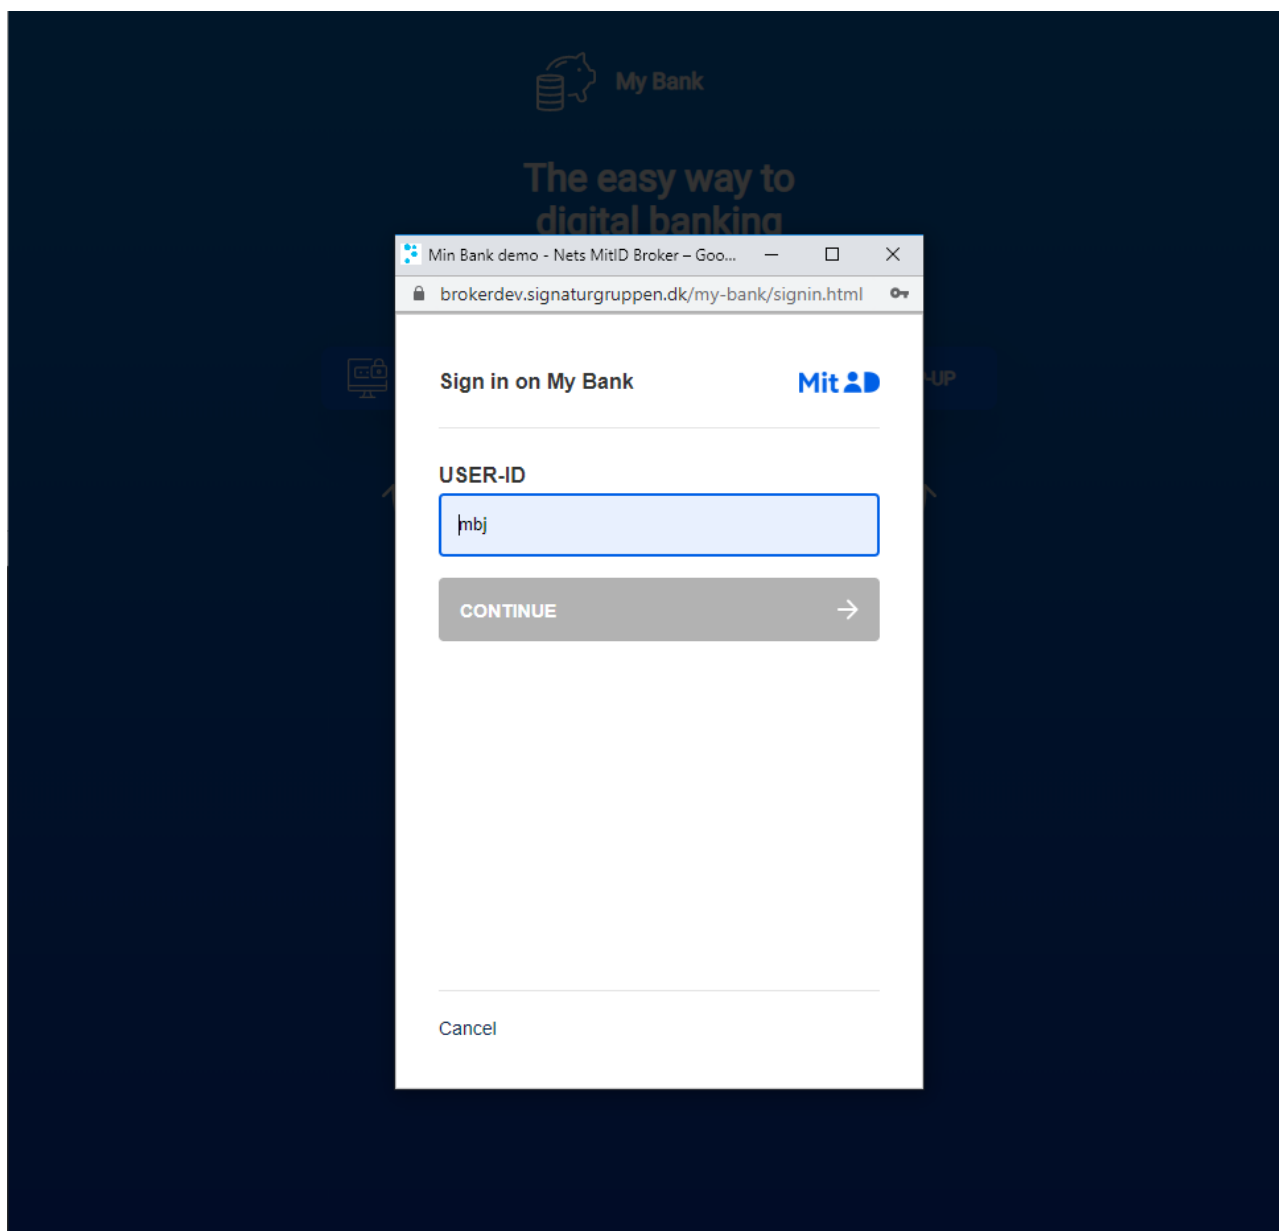 My Bank
The easy way to
digital banking
Min Bank demo - Nets MitID Broker – Goo...
brokerdev.signaturgruppen.dk/my-bank/signin.html
Sign in on My Bank
Mit D
-UP
USER-ID
mbj
CONTINUE
Cancel